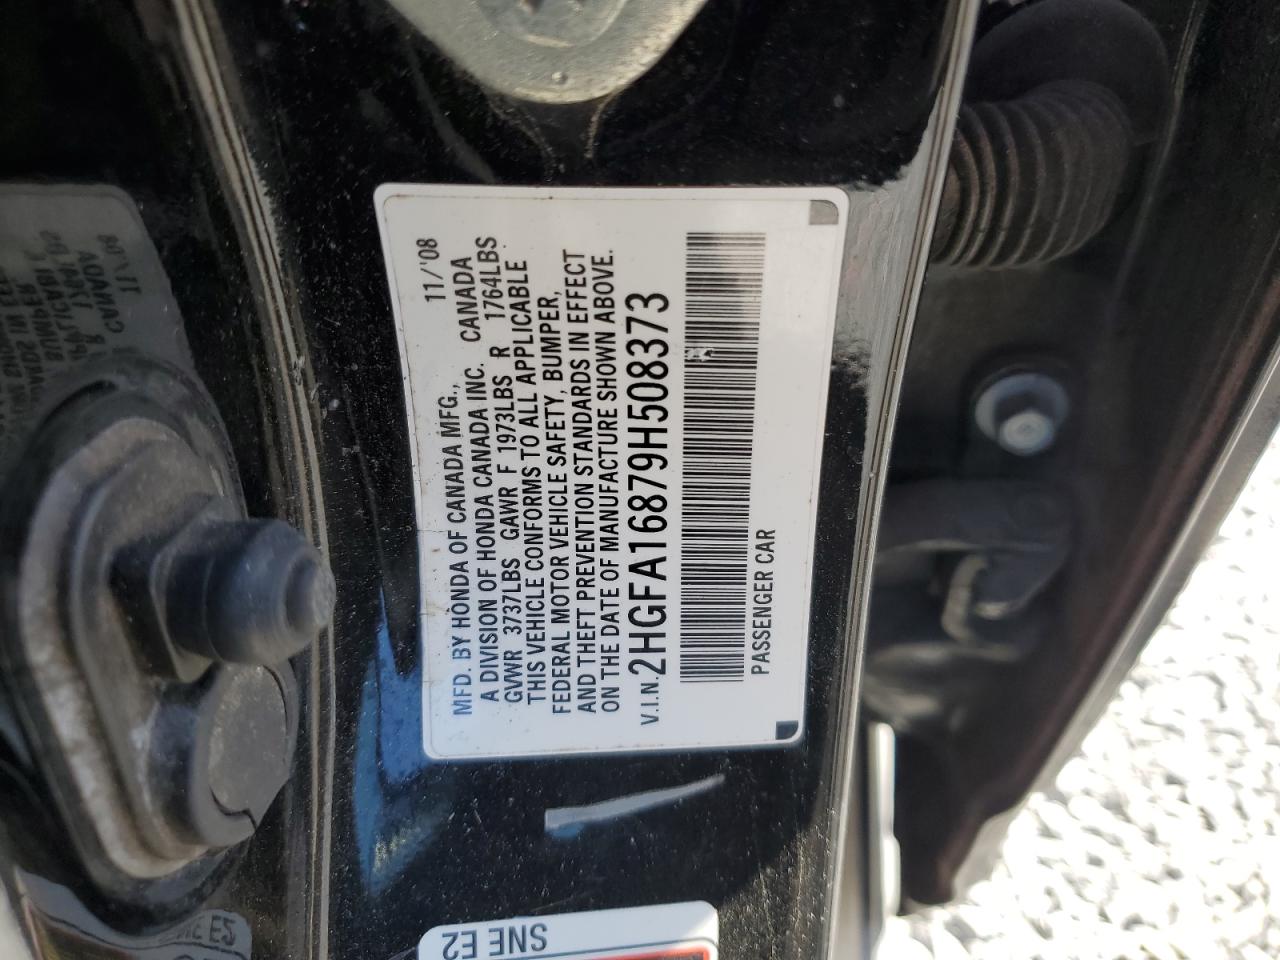 MFD. BY HONDA OF CANADA MFG., 11/'08
A DIVISION OF HONDA CANADA INC. CANADA
GVWR 3737LBS GAWR F 1973LBS R 1764LBS
THIS VEHICLE CONFORMS TO ALL APPLICABLE
FEDERAL MOTOR VEHICLE SAFETY, BUMPER,
AND THEFT PREVENTION STANDARDS IN EFFECT
ON THE DATE OF MANUFACTURE SHOWN ABOVE.
V.I.N. 2HGFA16879H508373
PASSENGER CAR
SNE E2